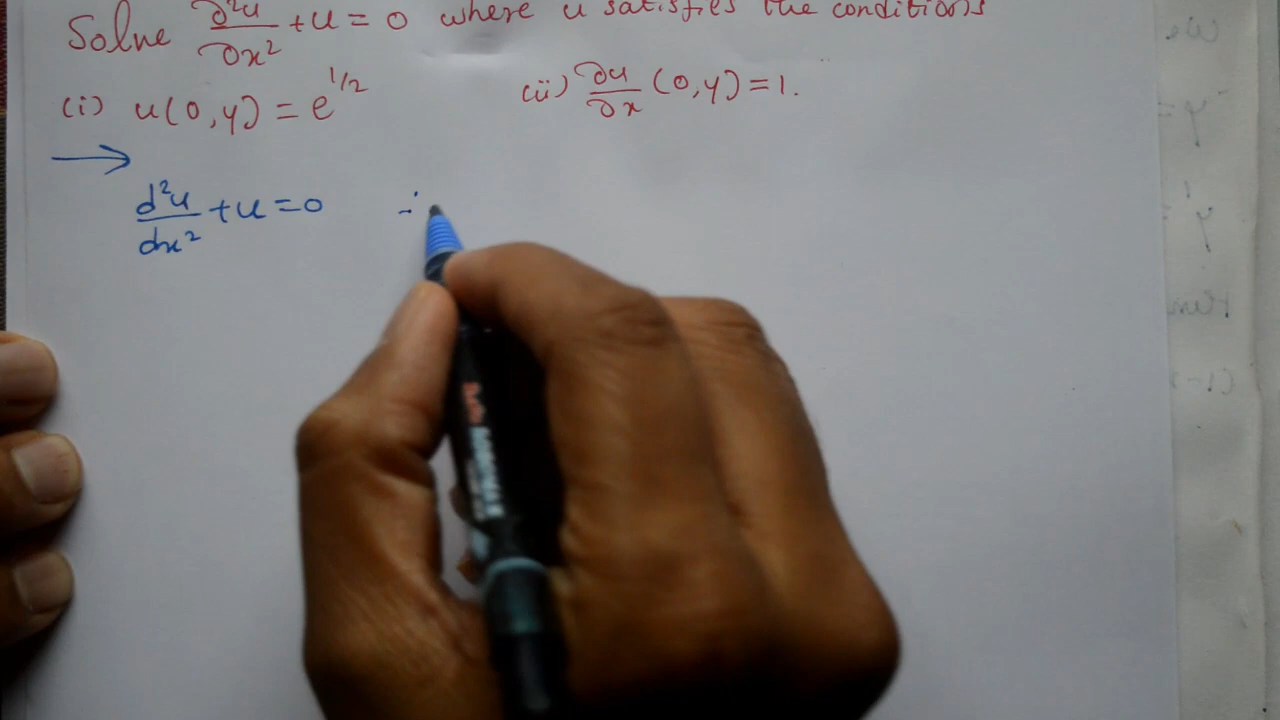 Solve ∂²u/∂x² + u = 0 where u satisfies the conditions
(i) u(0,y) = e^1/2 (ii) ∂u/∂x (0,y) = 1.
→
d²u/dx² + u = 0